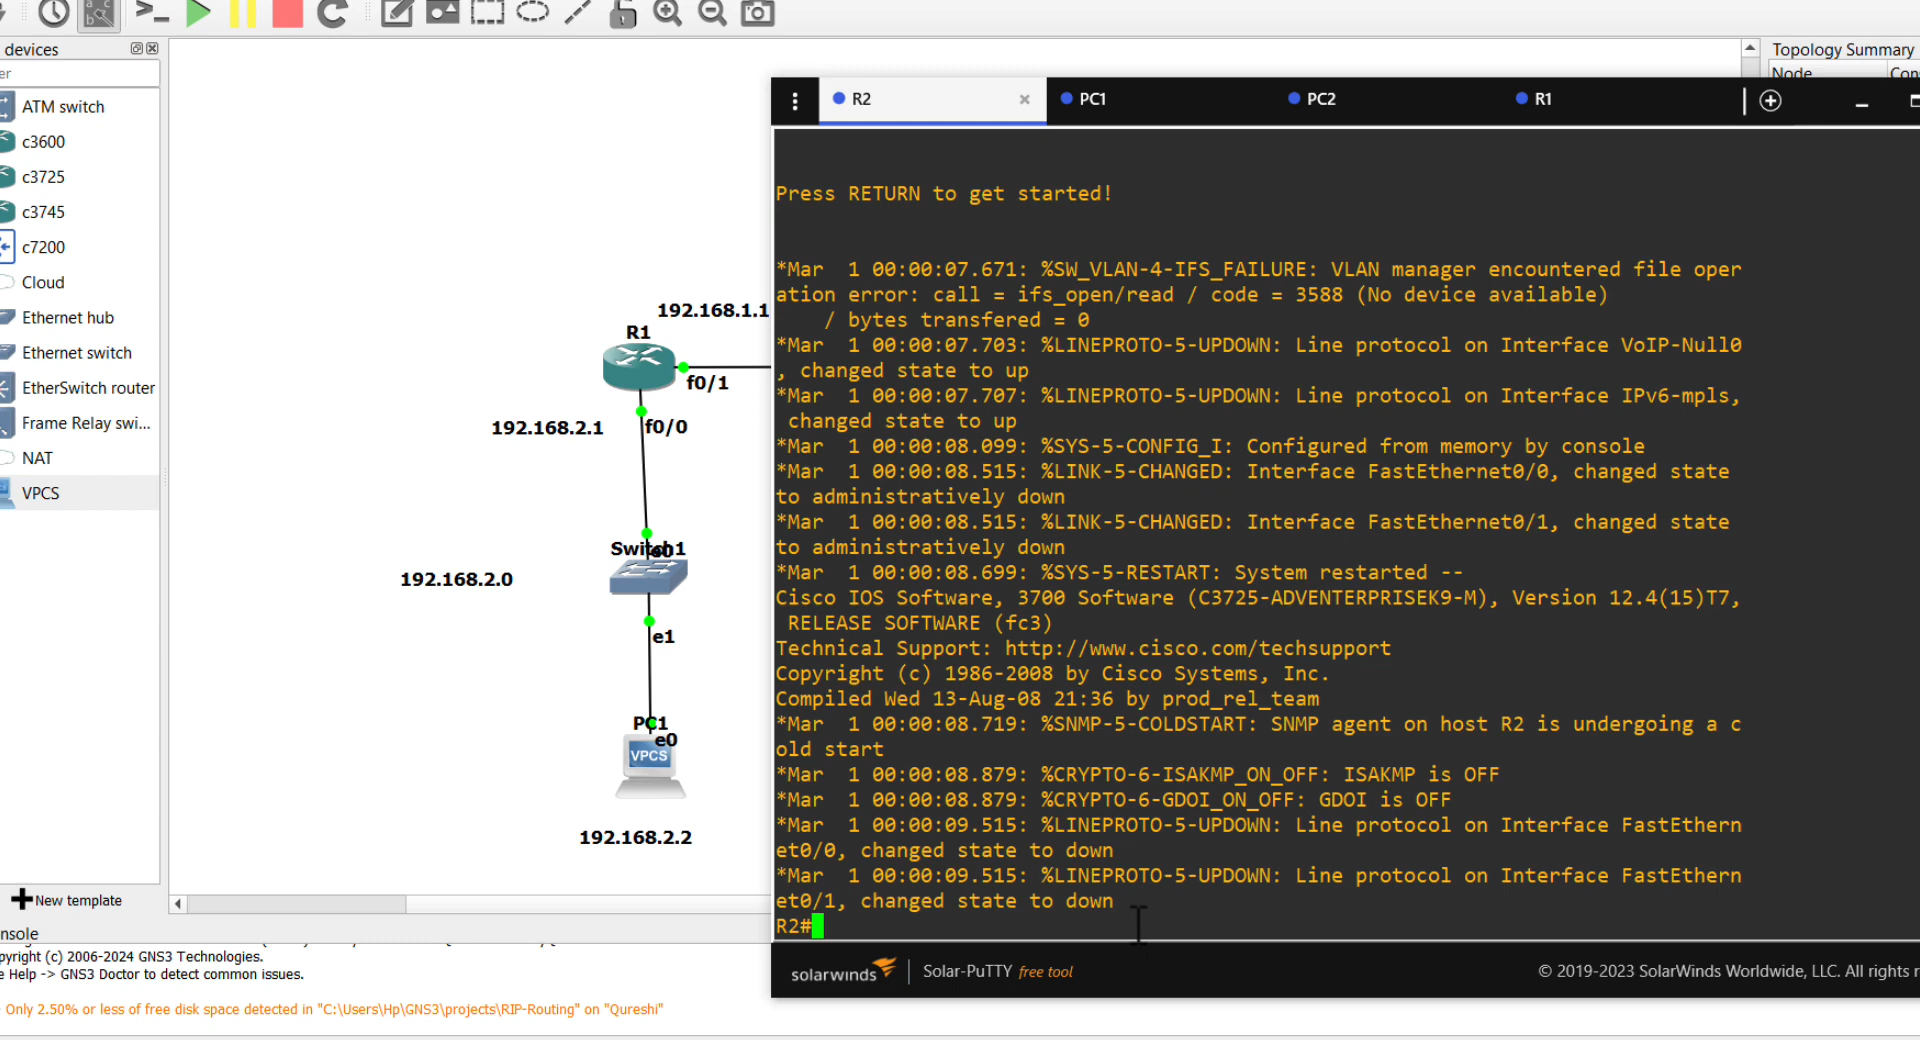 devices
er
ATM switch
c3600
c3725
c3745
c7200
Cloud
Ethernet hub
Ethernet switch
EtherSwitch router
Frame Relay swi...
NAT
VPCS
New template
192.168.1.1
R1
f0/1
192.168.2.1
f0/0
Switch1
e0
192.168.2.0
e1
PC1
e0
VPCS
192.168.2.2
Topology Summary
Node
Con
R2
PC1
PC2
R1
Press RETURN to get started!
*Mar  1 00:00:07.671: %SW_VLAN-4-IFS_FAILURE: VLAN manager encountered file oper
ation error: call = ifs_open/read / code = 3588 (No device available)
/ bytes transfered = 0
*Mar  1 00:00:07.703: %LINEPROTO-5-UPDOWN: Line protocol on Interface VoIP-Null0
, changed state to up
*Mar  1 00:00:07.707: %LINEPROTO-5-UPDOWN: Line protocol on Interface IPv6-mpls,
changed state to up
*Mar  1 00:00:08.099: %SYS-5-CONFIG_I: Configured from memory by console
*Mar  1 00:00:08.515: %LINK-5-CHANGED: Interface FastEthernet0/0, changed state
to administratively down
*Mar  1 00:00:08.515: %LINK-5-CHANGED: Interface FastEthernet0/1, changed state
to administratively down
*Mar  1 00:00:08.699: %SYS-5-RESTART: System restarted --
Cisco IOS Software, 3700 Software (C3725-ADVENTERPRISEK9-M), Version 12.4(15)T7,
RELEASE SOFTWARE (fc3)
Technical Support: http://www.cisco.com/techsupport
Copyright (c) 1986-2008 by Cisco Systems, Inc.
Compiled Wed 13-Aug-08 21:36 by prod_rel_team
*Mar  1 00:00:08.719: %SNMP-5-COLDSTART: SNMP agent on host R2 is undergoing a c
old start
*Mar  1 00:00:08.879: %CRYPTO-6-ISAKMP_ON_OFF: ISAKMP is OFF
*Mar  1 00:00:08.879: %CRYPTO-6-GDOI_ON_OFF: GDOI is OFF
*Mar  1 00:00:09.515: %LINEPROTO-5-UPDOWN: Line protocol on Interface FastEthern
et0/0, changed state to down
*Mar  1 00:00:09.515: %LINEPROTO-5-UPDOWN: Line protocol on Interface FastEthern
et0/1, changed state to down
R2#
solarwinds
Solar-PuTTY free tool
© 2019-2023 SolarWinds Worldwide, LLC. All rights r
nsole
pyright (c) 2006-2024 GNS3 Technologies.
e Help -> GNS3 Doctor to detect common issues.
Only 2.50% or less of free disk space detected in "C:\Users\Hp\GNS3\projects\RIP-Routing" on "Qureshi"